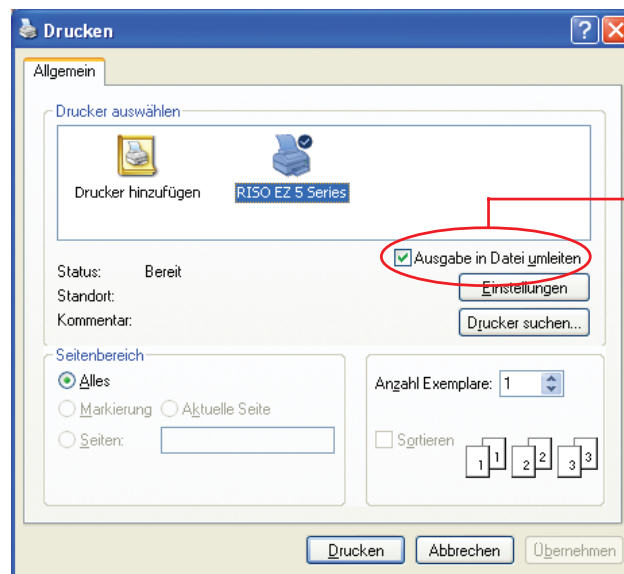 Drucken
Allgemein
Drucker auswählen
Drucker hinzufügen
RISO EZ 5 Series
Status: Bereit
Standort:
Kommentar:
Ausgabe in Datei umleiten
Einstellungen
Drucker suchen...
Seitenbereich
Alles
Markierung Aktuelle Seite
Seiten:
Anzahl Exemplare: 1
Sortieren
1 1 2 2 3 3
Drucken Abbrechen Übernehmen